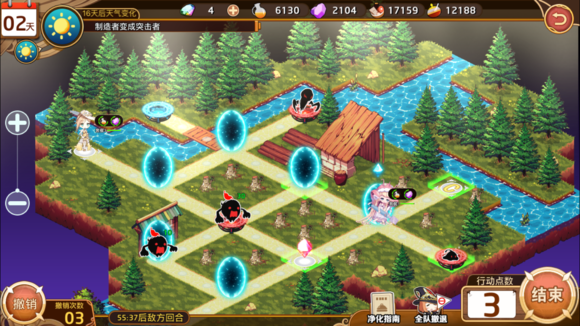 02天
16天后天气变化
制造者变成突击者
4
6130
2104
17159
12188
撤销
撤销次数
03
55:37后敌方回合
净化指南
全队撤退
行动点数
3
结束